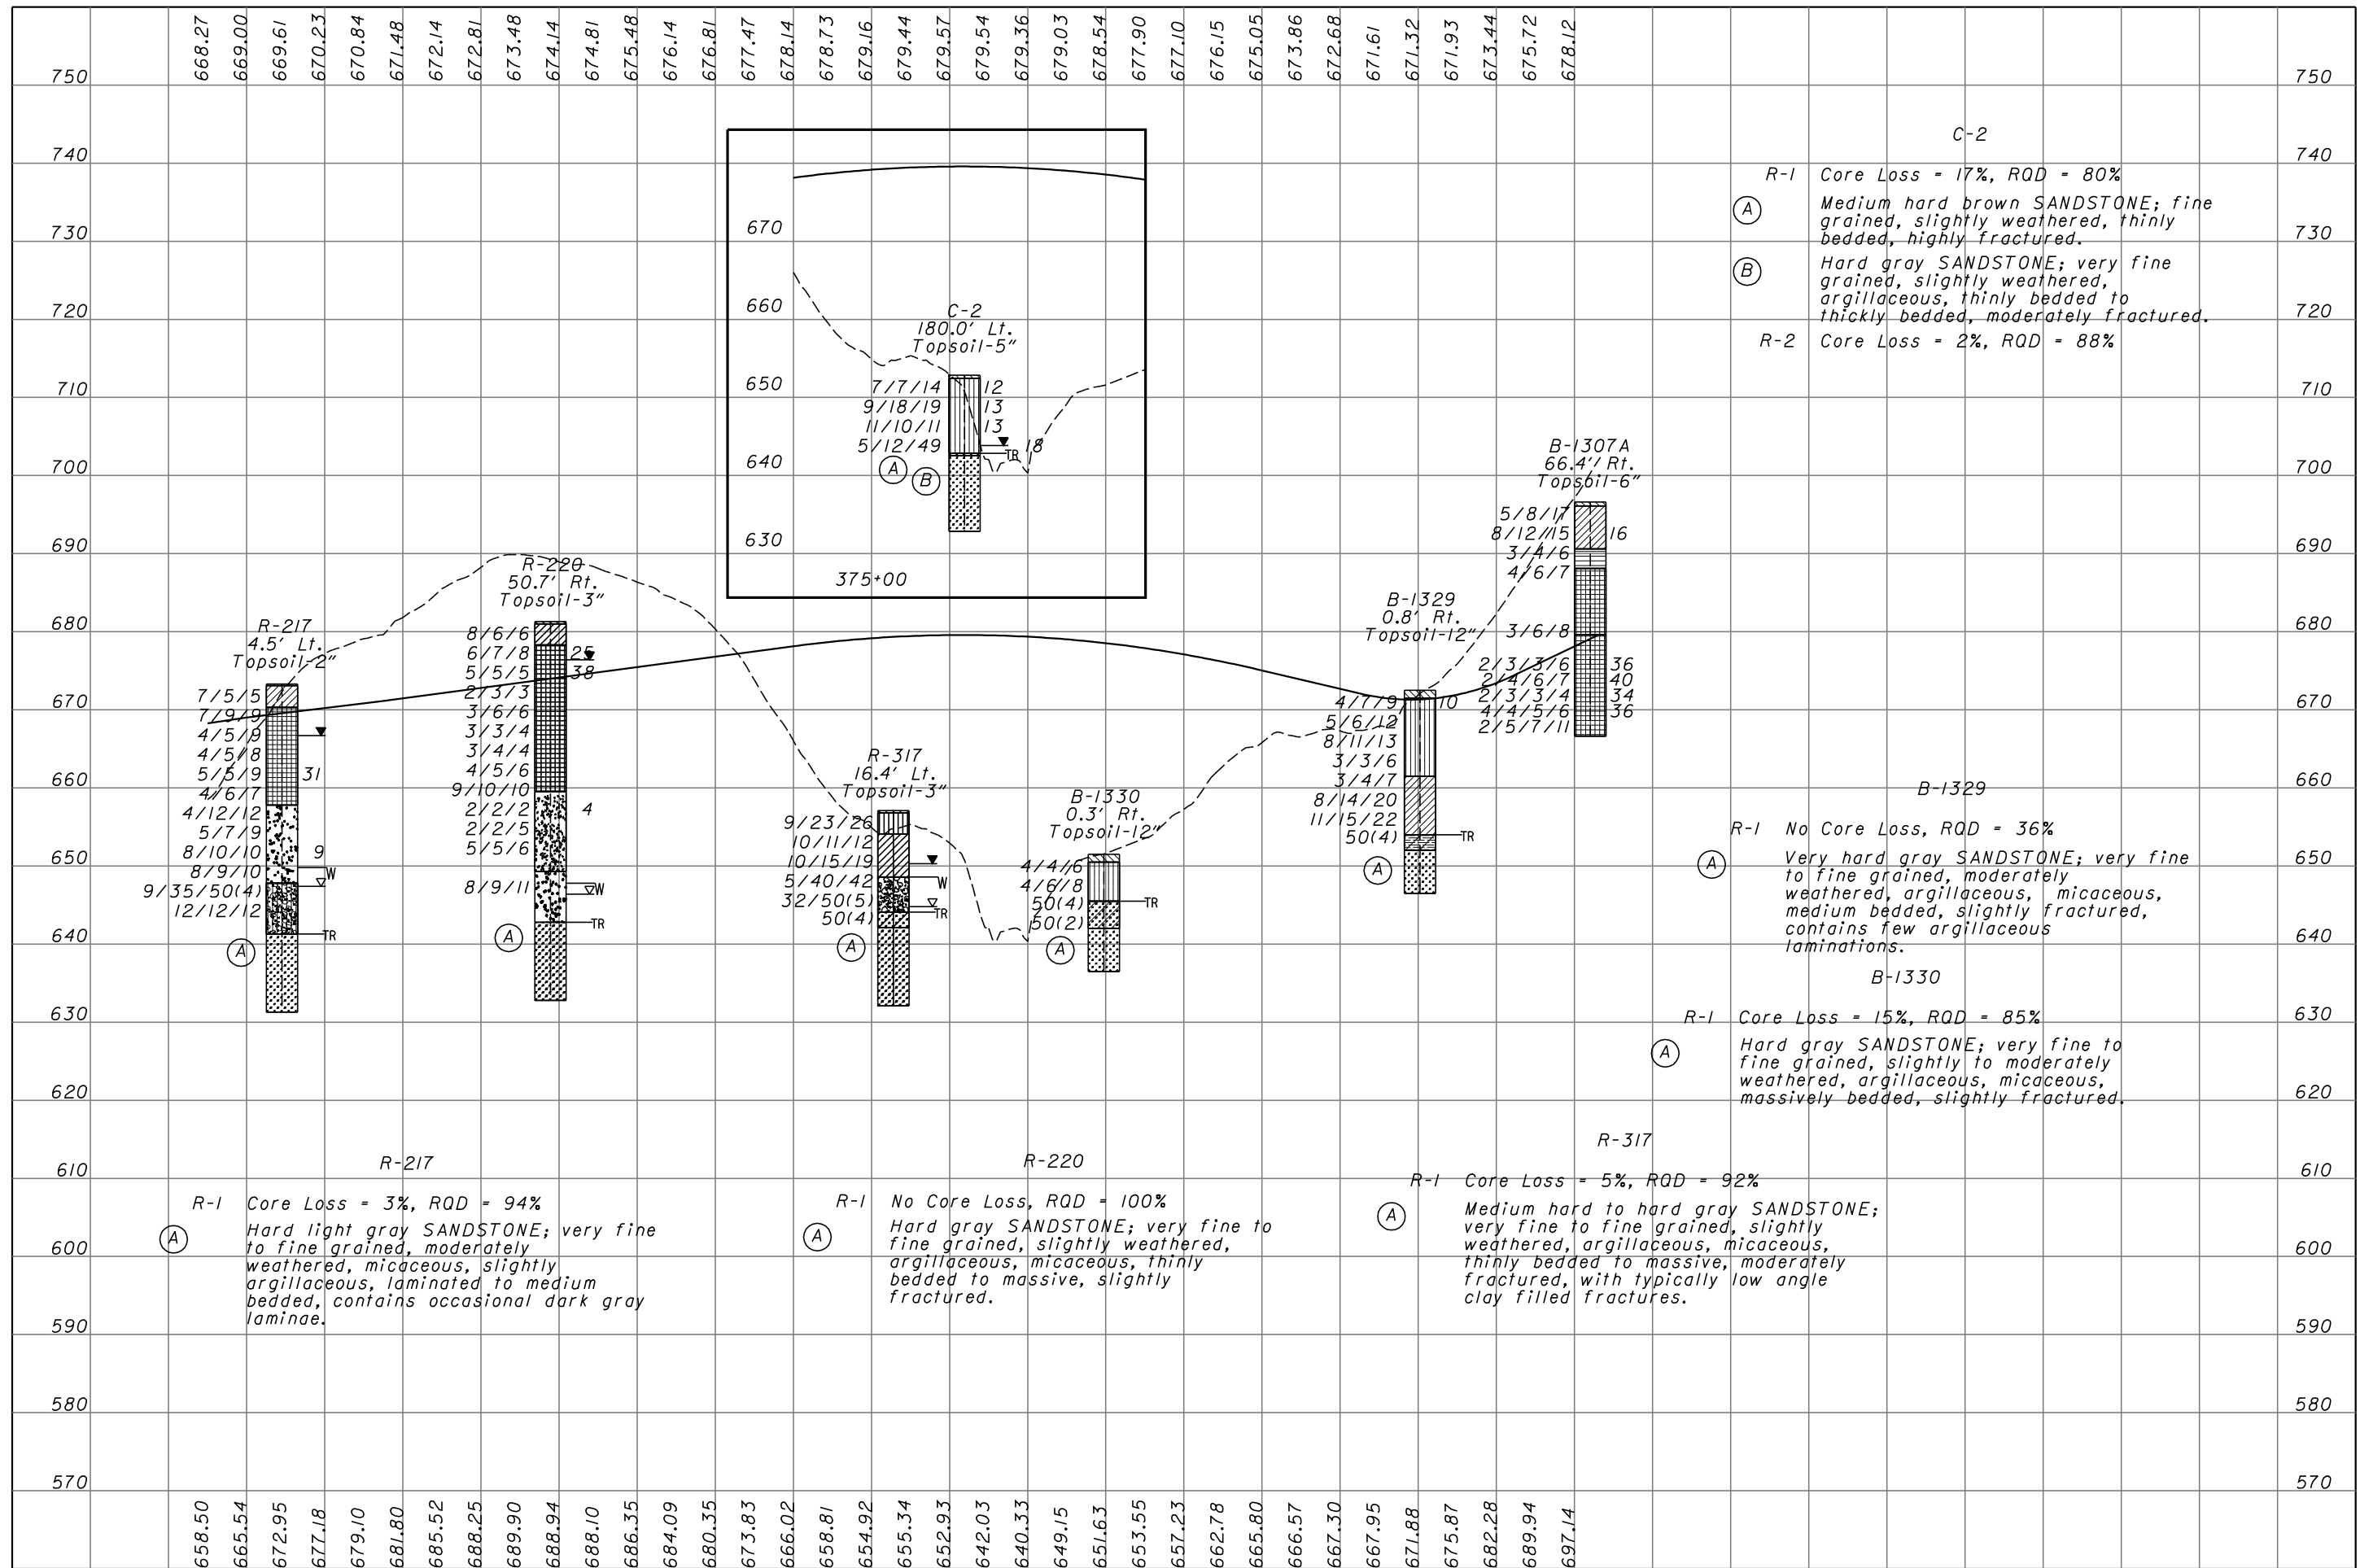 668.27 669.00 669.61 670.23 670.84 671.48 672.14 672.81 673.48 674.14 674.81 675.48 676.14 676.81 677.47 678.14 678.73 679.16 679.44 679.57 679.54 679.36 679.03 678.54 677.90 677.10 676.15 675.05 673.86 672.68 671.61 671.32 671.93 673.44 675.72 678.12
750 750
740 740
730 730
720 720
710 710
700 700
690 690
680 680
670 670
660 660
650 650
640 640
630 630
620 620
610 610
600 600
590 590
580 580
570 570
670
660
650
640
630
C-2
180.0' Lt.
Topsoil-5"
7/7/14 12
9/18/19 13
11/10/11 13
5/12/49 18
TR
A B
375+00
C-2
R-1 Core Loss = 17%, RQD = 80%
A Medium hard brown SANDSTONE; fine
grained, slightly weathered, thinly
bedded, highly fractured.
B Hard gray SANDSTONE; very fine
grained, slightly weathered,
argillaceous, thinly bedded to
thickly bedded, moderately fractured.
R-2 Core Loss = 2%, RQD = 88%
R-217
4.5' Lt.
Topsoil-2"
7/5/5
7/9/9
4/5/9
4/5/8
5/5/9 31
4/6/7
4/12/12
5/7/9
8/10/10 9
8/9/10 W
9/35/50(4)
12/12/12
TR
A
R-220
50.7' Rt.
Topsoil-3"
8/6/6
6/7/8 25
5/5/5 38
2/3/3
3/6/6
3/3/4
3/4/4
4/5/6
9/10/10
2/2/2 4
2/2/5
5/5/6
8/9/11 W
TR
A
R-317
16.4' Lt.
Topsoil-3"
9/23/26
10/11/12
10/15/19
5/40/42 W
32/50(5)
50(4) TR
A
B-1330
0.3' Rt.
Topsoil-12"
4/4/6
4/6/8
50(4) TR
50(2)
A
B-1329
0.8' Rt.
Topsoil-12"
4/7/9 10
5/6/12
8/11/13
3/3/6
3/4/7
8/14/20
11/15/22
50(4) TR
A
B-1307A
66.4' Rt.
Topsoil-6"
5/8/17
8/12/15 16
3/4/6
4/6/7
3/6/8
2/3/3/6 36
2/4/6/7 40
2/3/3/4 34
4/4/5/6 36
2/5/7/11
B-1329
R-1 No Core Loss, RQD = 36%
A Very hard gray SANDSTONE; very fine
to fine grained, moderately
weathered, argillaceous, micaceous,
medium bedded, slightly fractured,
contains few argillaceous
laminations.
B-1330
R-1 Core Loss = 15%, RQD = 85%
A Hard gray SANDSTONE; very fine to
fine grained, slightly to moderately
weathered, argillaceous, micaceous,
massively bedded, slightly fractured.
R-217
R-1 Core Loss = 3%, RQD = 94%
A Hard light gray SANDSTONE; very fine
to fine grained, moderately
weathered, micaceous, slightly
argillaceous, laminated to medium
bedded, contains occasional dark gray
laminae.
R-220
R-1 No Core Loss, RQD = 100%
A Hard gray SANDSTONE; very fine to
fine grained, slightly weathered,
argillaceous, micaceous, thinly
bedded to massive, slightly
fractured.
R-317
R-1 Core Loss = 5%, RQD = 92%
A Medium hard to hard gray SANDSTONE;
very fine to fine grained, slightly
weathered, argillaceous, micaceous,
thinly bedded to massive, moderately
fractured, with typically low angle
clay filled fractures.
658.50 665.54 672.95 677.18 679.10 681.80 685.52 688.25 689.90 688.94 688.10 686.35 684.09 680.35 673.83 666.02 658.81 654.92 655.34 652.93 642.03 640.33 649.15 651.63 653.55 657.23 662.78 665.80 666.57 667.30 667.95 671.88 675.87 682.28 689.94 697.14